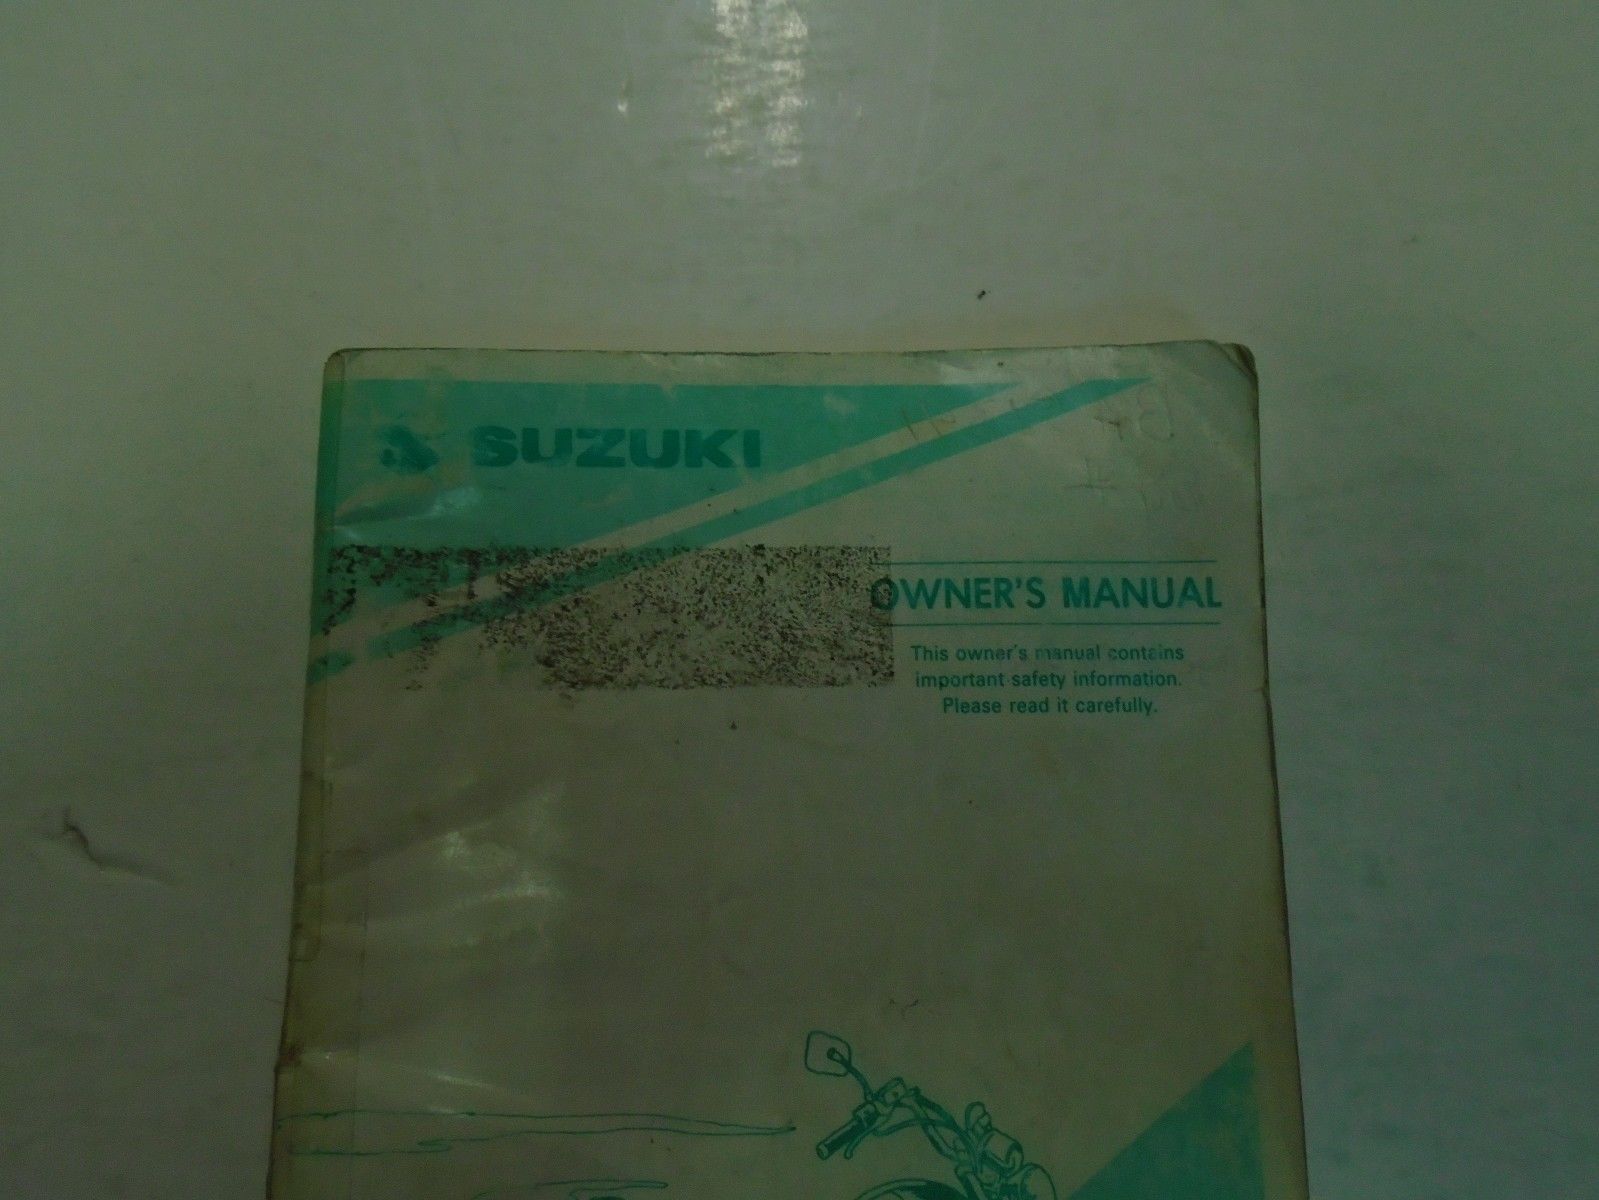 SUZUKI
OWNER'S MANUAL
This owner's manual contains
important safety information.
Please read it carefully.